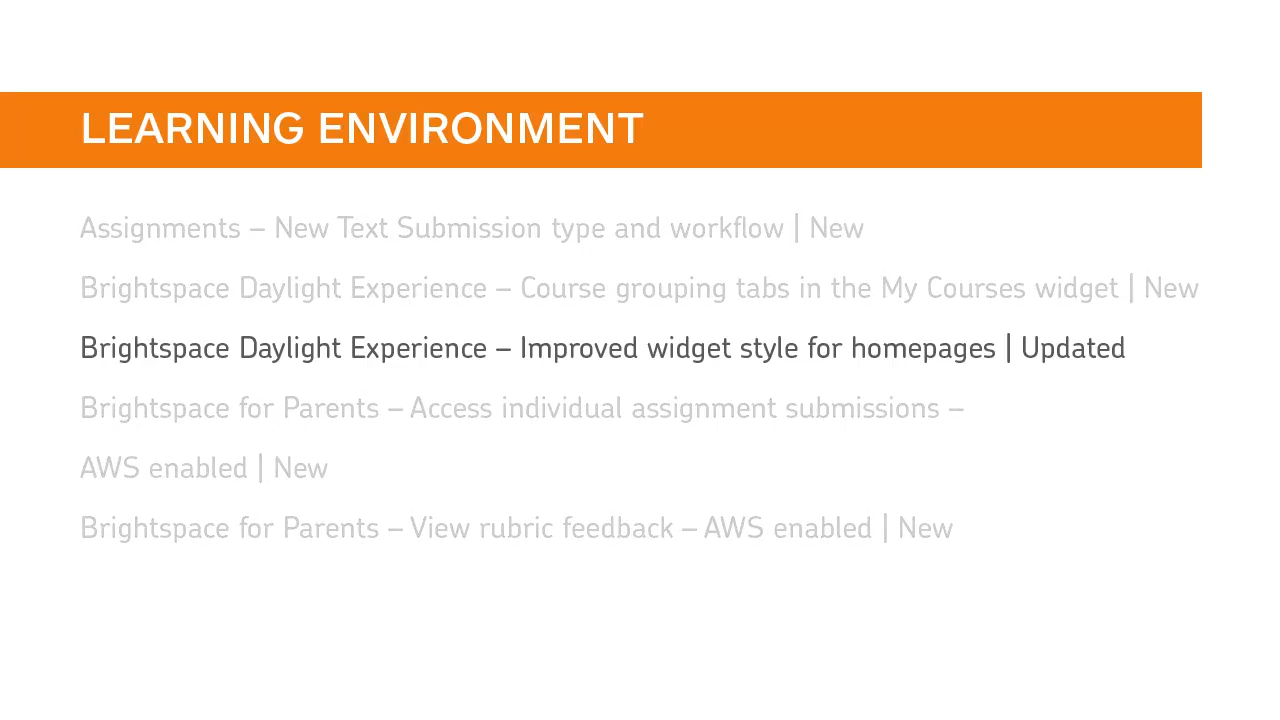 LEARNING ENVIRONMENT
Assignments – New Text Submission type and workflow | New
Brightspace Daylight Experience – Course grouping tabs in the My Courses widget | New
Brightspace Daylight Experience – Improved widget style for homepages | Updated
Brightspace for Parents – Access individual assignment submissions –
AWS enabled | New
Brightspace for Parents – View rubric feedback – AWS enabled | New